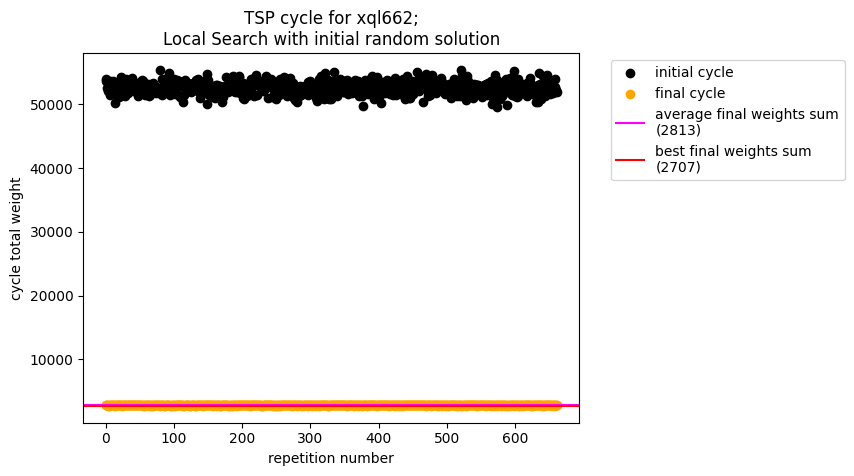 TSP cycle for xql662;
Local Search with initial random solution
cycle total weight
50000
40000
30000
20000
10000
0
100
200
300
400
500
600
repetition number
initial cycle
final cycle
average final weights sum
(2813)
best final weights sum
(2707)